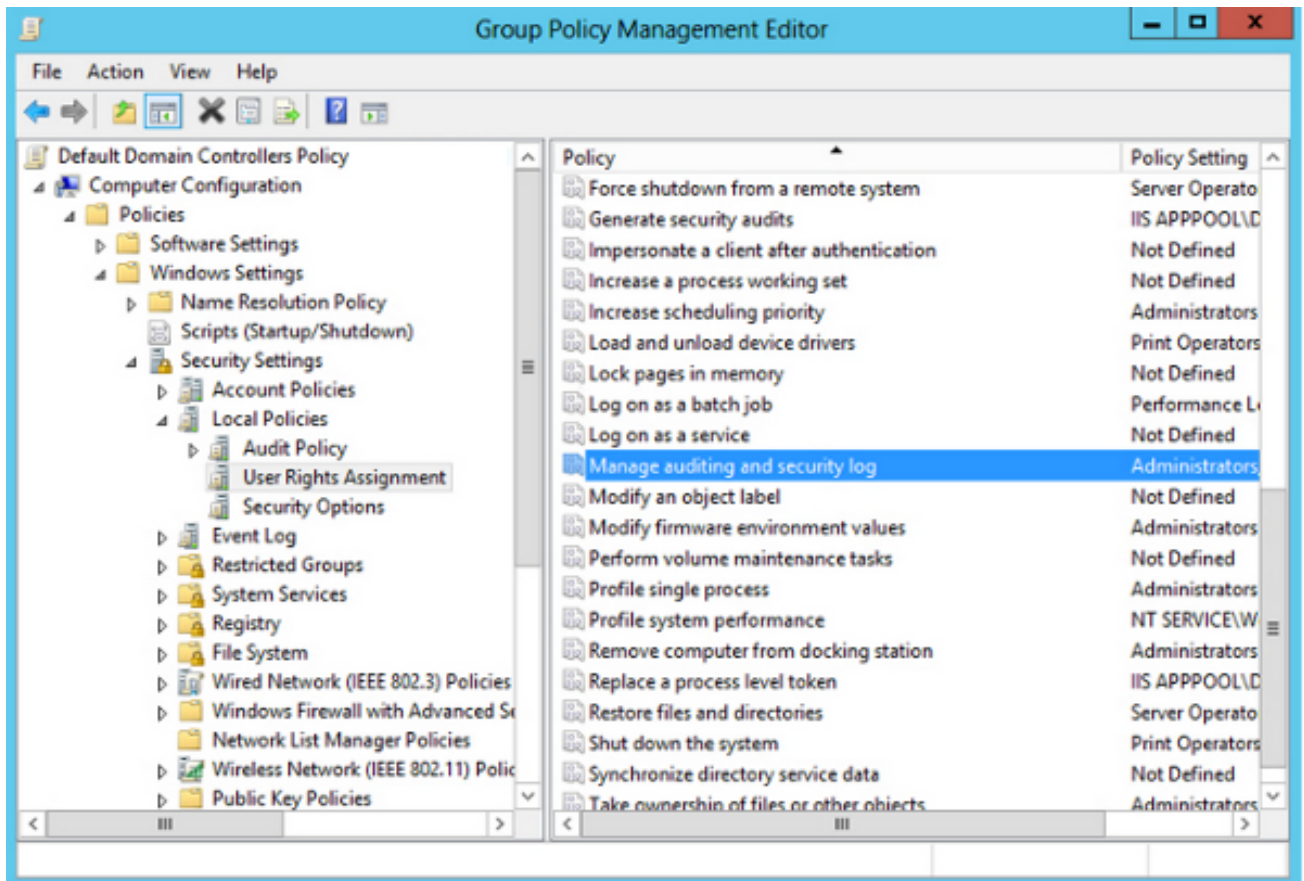 Group Policy Management Editor
File Action View Help
Default Domain Controllers Policy
Computer Configuration
Policies
Software Settings
Windows Settings
Name Resolution Policy
Scripts (Startup/Shutdown)
Security Settings
Account Policies
Local Policies
Audit Policy
User Rights Assignment
Security Options
Event Log
Restricted Groups
System Services
Registry
File System
Wired Network (IEEE 802.3) Policies
Windows Firewall with Advanced Se
Network List Manager Policies
Wireless Network (IEEE 802.11) Polic
Public Key Policies
Policy Policy Setting
Force shutdown from a remote system Server Operato
Generate security audits IIS APPPOOL\D
Impersonate a client after authentication Not Defined
Increase a process working set Not Defined
Increase scheduling priority Administrators
Load and unload device drivers Print Operators
Lock pages in memory Not Defined
Log on as a batch job Performance L
Log on as a service Not Defined
Manage auditing and security log Administrators,
Modify an object label Not Defined
Modify firmware environment values Administrators
Perform volume maintenance tasks Not Defined
Profile single process Administrators
Profile system performance NT SERVICE\W
Remove computer from docking station Administrators
Replace a process level token IIS APPPOOL\D
Restore files and directories Server Operato
Shut down the system Print Operators
Synchronize directory service data Not Defined
Take ownership of files or other objects Administrators